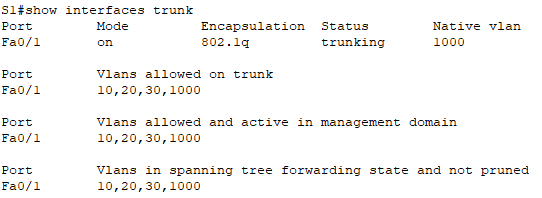 S1#show interfaces trunk
Port Mode Encapsulation Status Native vlan
Fa0/1 on 802.1q trunking 1000
Port Vlans allowed on trunk
Fa0/1 10,20,30,1000
Port Vlans allowed and active in management domain
Fa0/1 10,20,30,1000
Port Vlans in spanning tree forwarding state and not pruned
Fa0/1 10,20,30,1000